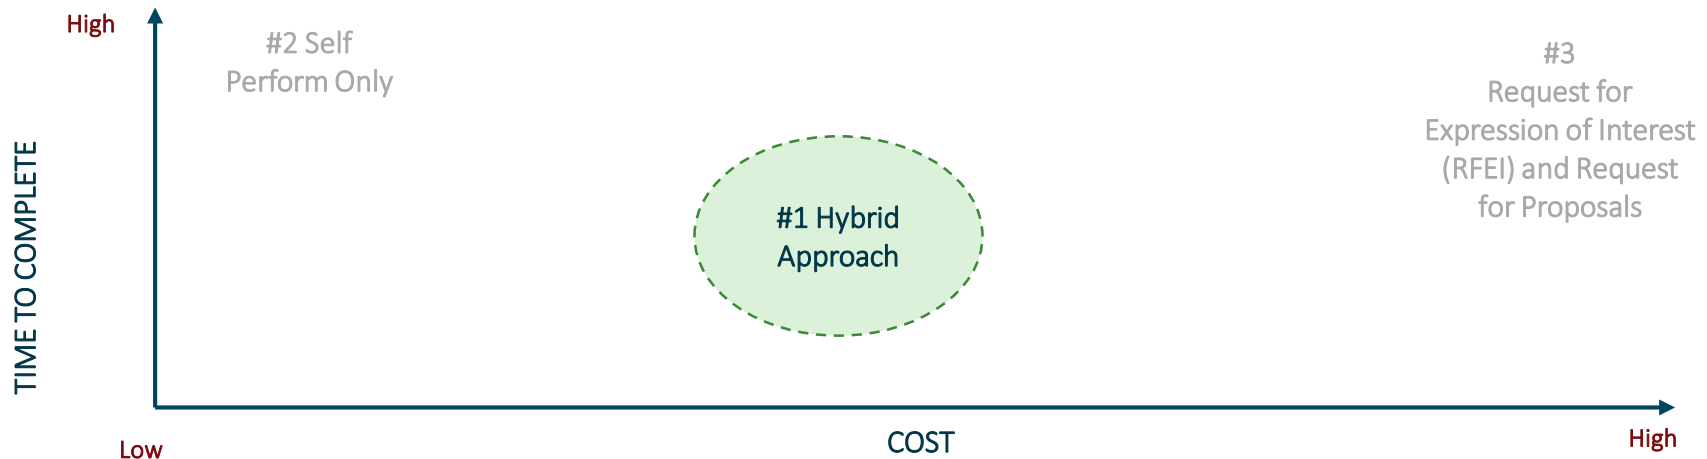 High
#2 Self
Perform Only
#3
Request for
Expression of Interest
(RFEI) and Request
for Proposals
#1 Hybrid
Approach
TIME TO COMPLETE
Low
COST
High